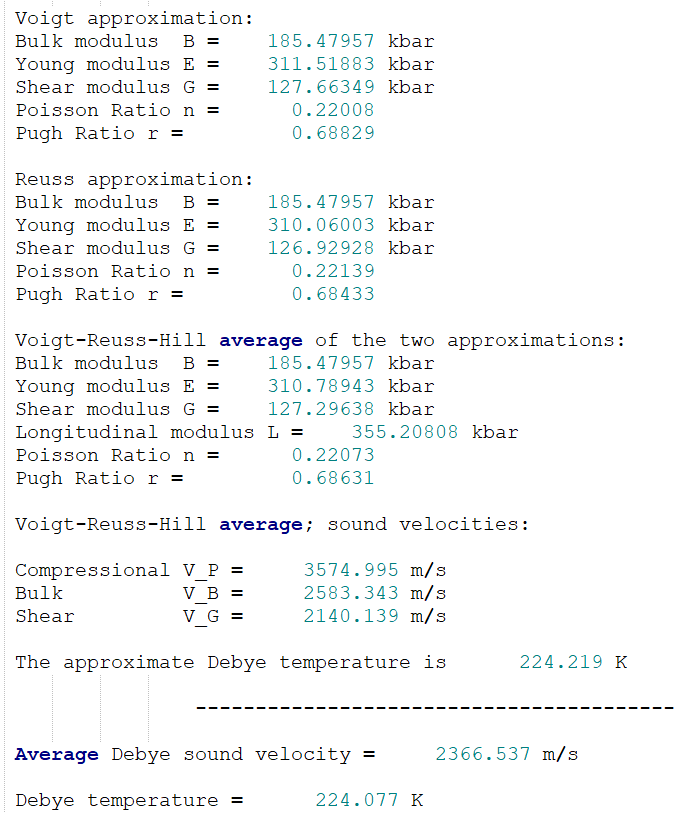 Voigt approximation:
Bulk modulus  B =    185.47957 kbar
Young modulus E =    311.51883 kbar
Shear modulus G =    127.66349 kbar
Poisson Ratio n =      0.22008
Pugh Ratio r =         0.68829
Reuss approximation:
Bulk modulus  B =    185.47957 kbar
Young modulus E =    310.06003 kbar
Shear modulus G =    126.92928 kbar
Poisson Ratio n =      0.22139
Pugh Ratio r =         0.68433
Voigt-Reuss-Hill average of the two approximations:
Bulk modulus  B =    185.47957 kbar
Young modulus E =    310.78943 kbar
Shear modulus G =    127.29638 kbar
Longitudinal modulus L =    355.20808 kbar
Poisson Ratio n =      0.22073
Pugh Ratio r =         0.68631
Voigt-Reuss-Hill average; sound velocities:
Compressional V_P =     3574.995 m/s
Bulk          V_B =     2583.343 m/s
Shear         V_G =     2140.139 m/s
The approximate Debye temperature is      224.219 K
----------------------------------------
Average Debye sound velocity =     2366.537 m/s
Debye temperature =      224.077 K